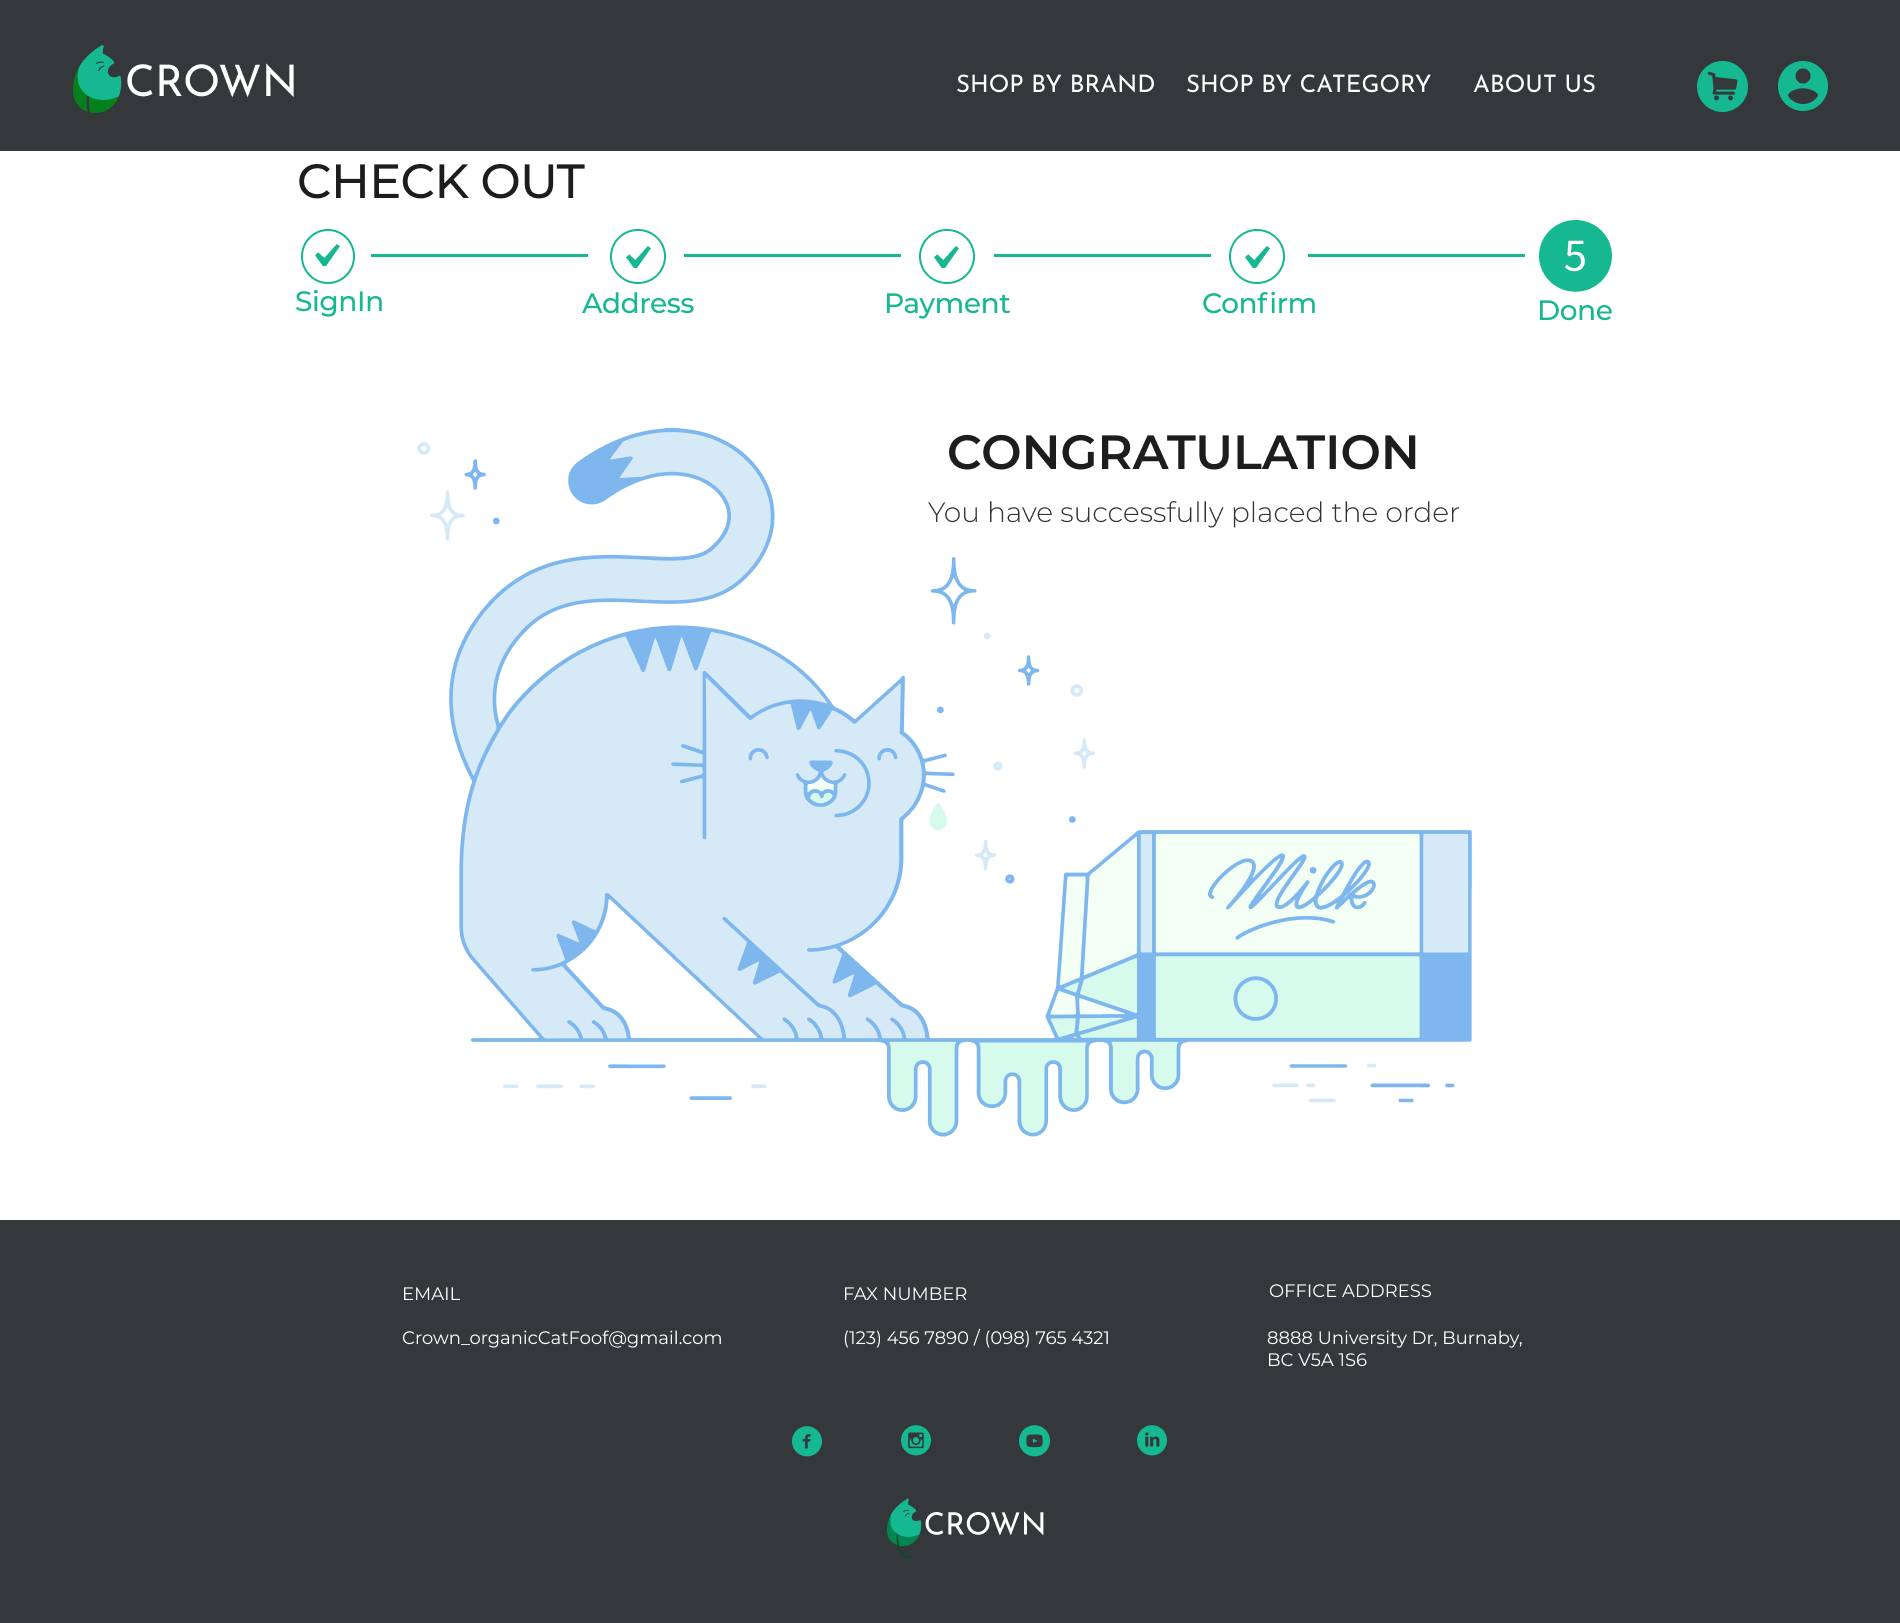 CROWN
SHOP BY BRAND SHOP BY CATEGORY ABOUT US
CHECK OUT
5
SignIn Address Payment Confirm Done
CONGRATULATION
You have successfully placed the order
Milk
EMAIL
Crown_organicCatFoof@gmail.com
FAX NUMBER
(123) 456 7890 / (098) 765 4321
OFFICE ADDRESS
8888 University Dr, Burnaby,
BC V5A 1S6
f in
CROWN